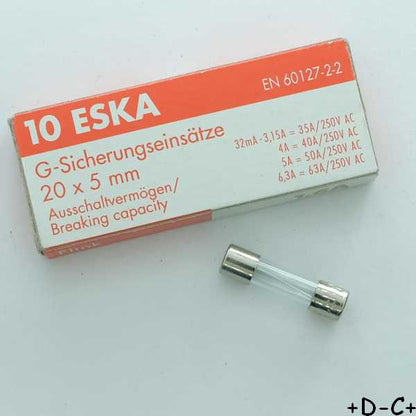 10 ESKA
G-Sicherungseinsätze
20 x 5 mm
Ausschaltvermögen/
Breaking capacity
EN 60127-2-2
32mA-3,15A = 35A/250V AC
4A = 40A/250V AC
5A = 50A/250V AC
6,3A = 63A/250V AC
+D-C+